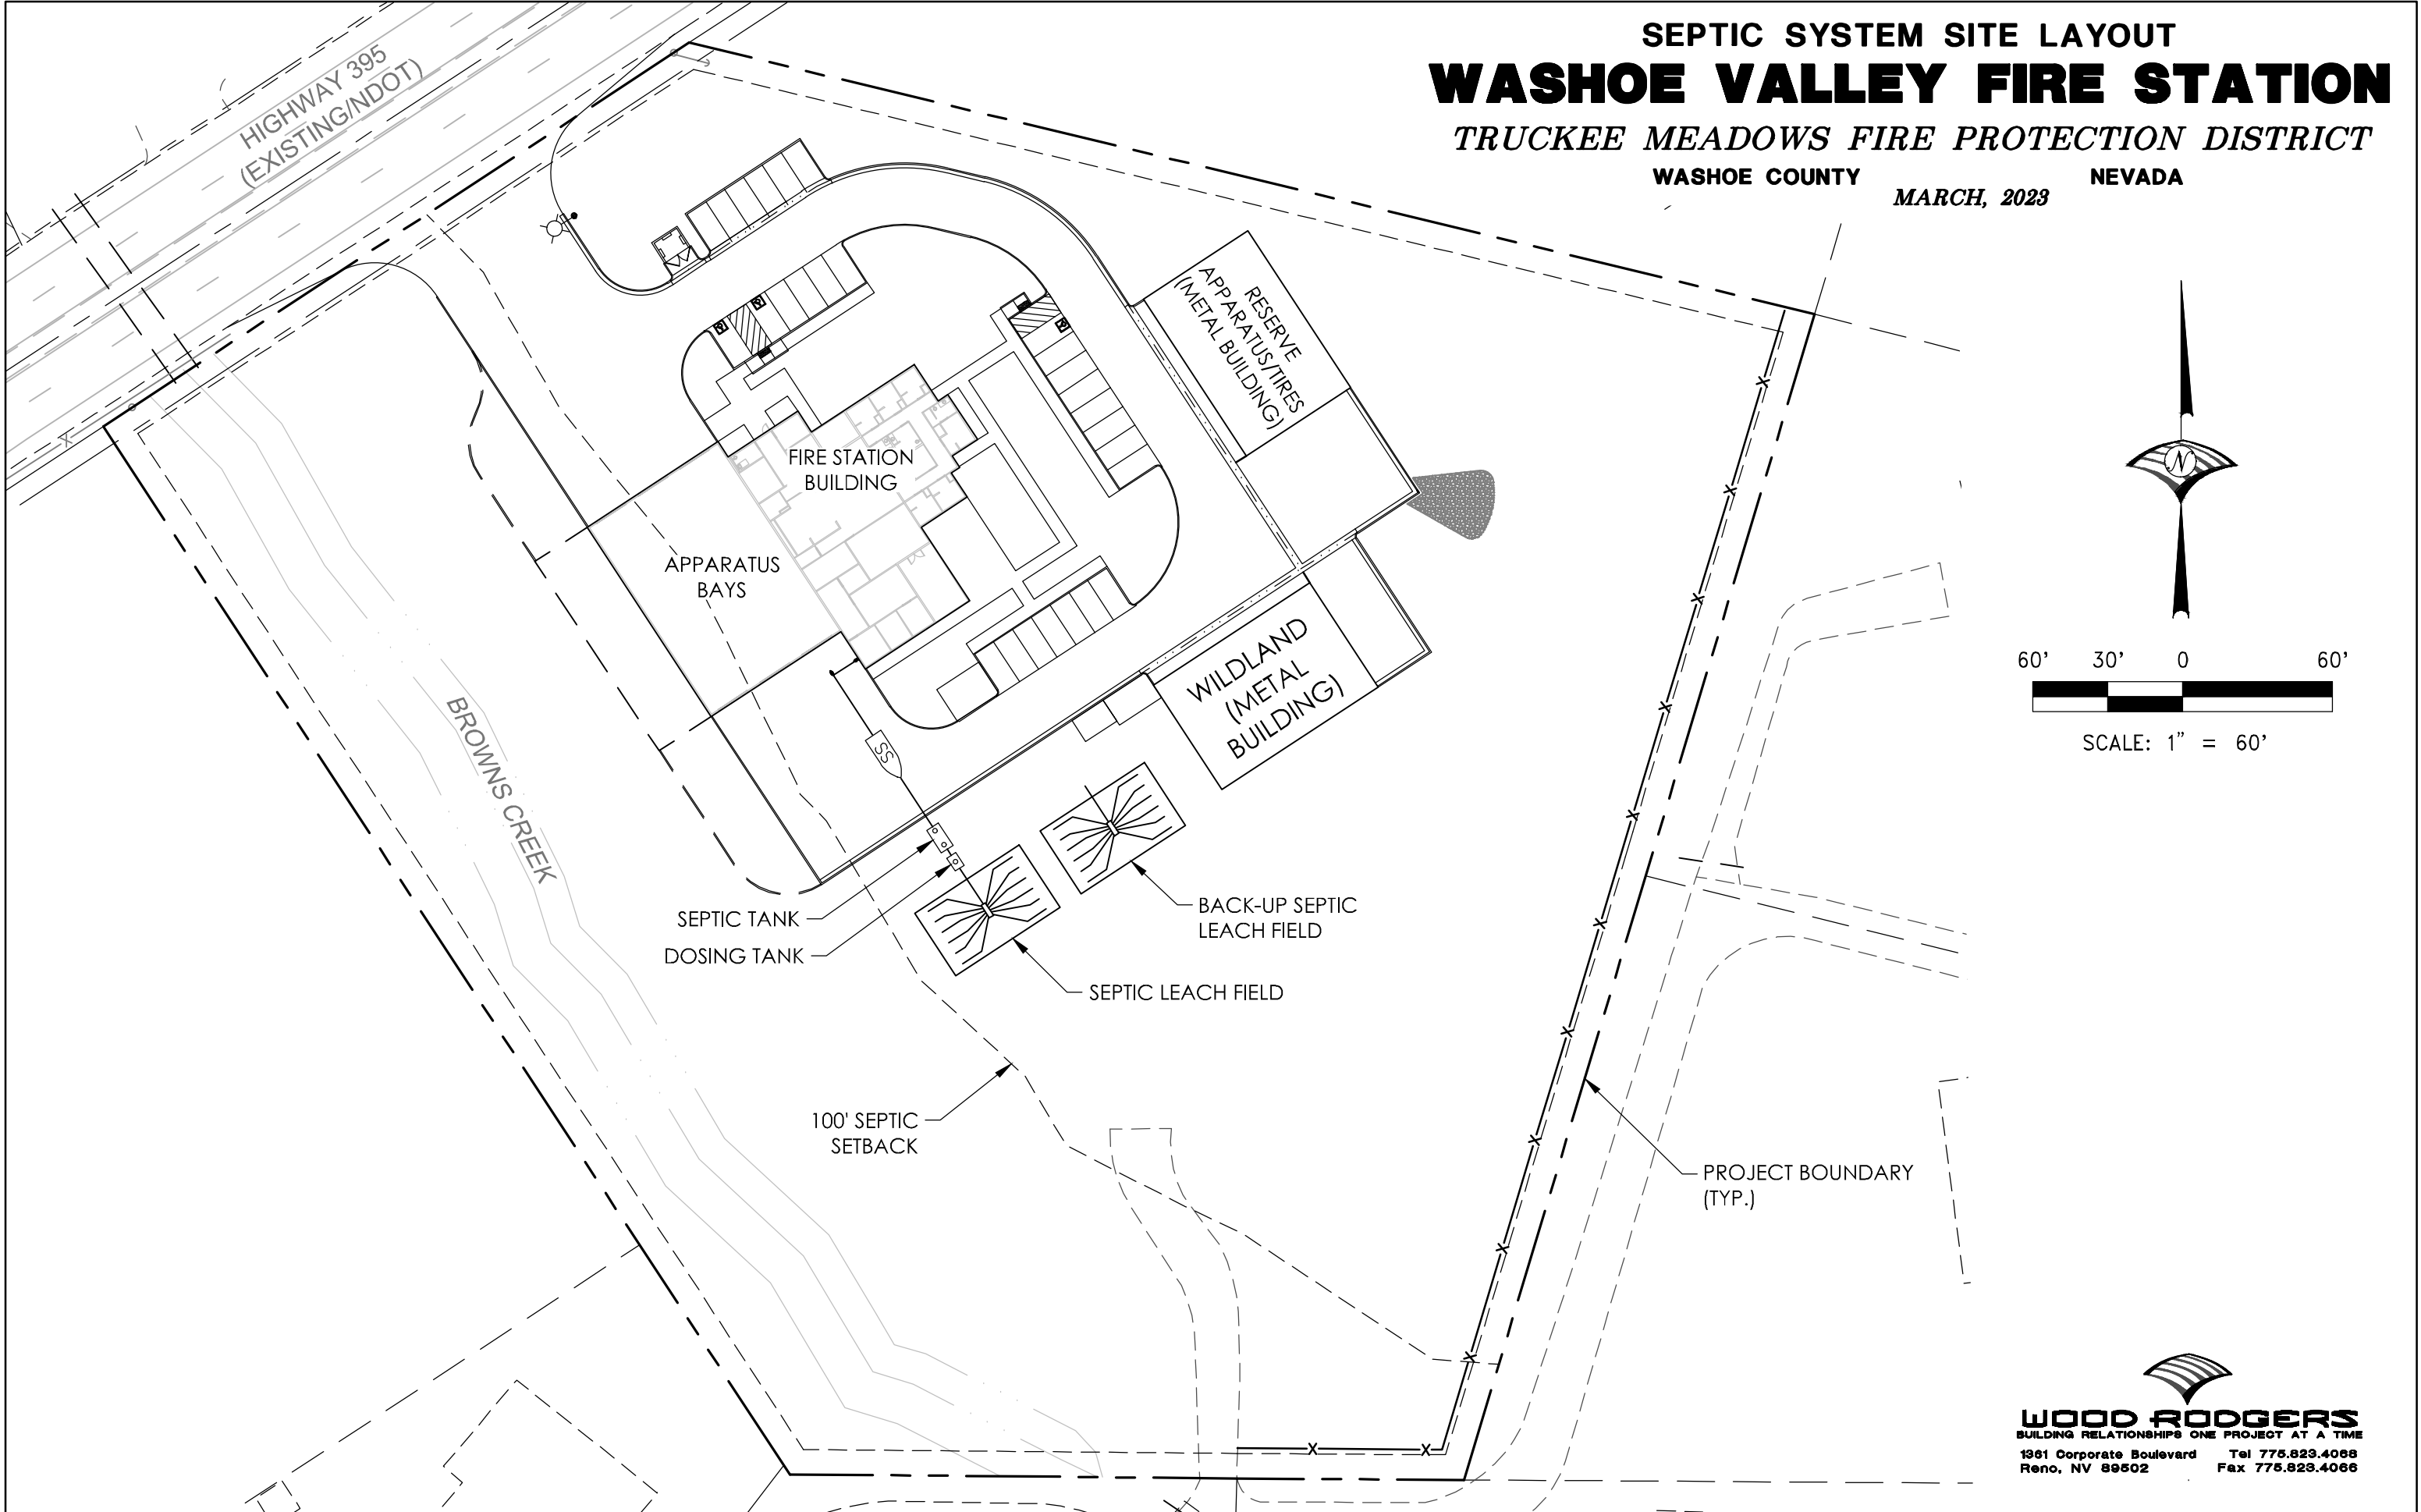 SEPTIC SYSTEM SITE LAYOUT
WASHOE VALLEY FIRE STATION
TRUCKEE MEADOWS FIRE PROTECTION DISTRICT
WASHOE COUNTY NEVADA
MARCH, 2023
HIGHWAY 395
(EXISTING/NDOT)
RESERVE
APPARATUS/TIRES
(METAL BUILDING)
FIRE STATION
BUILDING
APPARATUS
BAYS
WILDLAND
(METAL
BUILDING)
BROWNS CREEK
SS
SEPTIC TANK
DOSING TANK
BACK-UP SEPTIC
LEACH FIELD
SEPTIC LEACH FIELD
100' SEPTIC
SETBACK
PROJECT BOUNDARY
(TYP.)
N
60' 30' 0 60'
SCALE: 1" = 60'
WOOD RODGERS
BUILDING RELATIONSHIPS ONE PROJECT AT A TIME
1361 Corporate Boulevard Tel 775.823.4068
Reno, NV 89502 Fax 775.823.4066